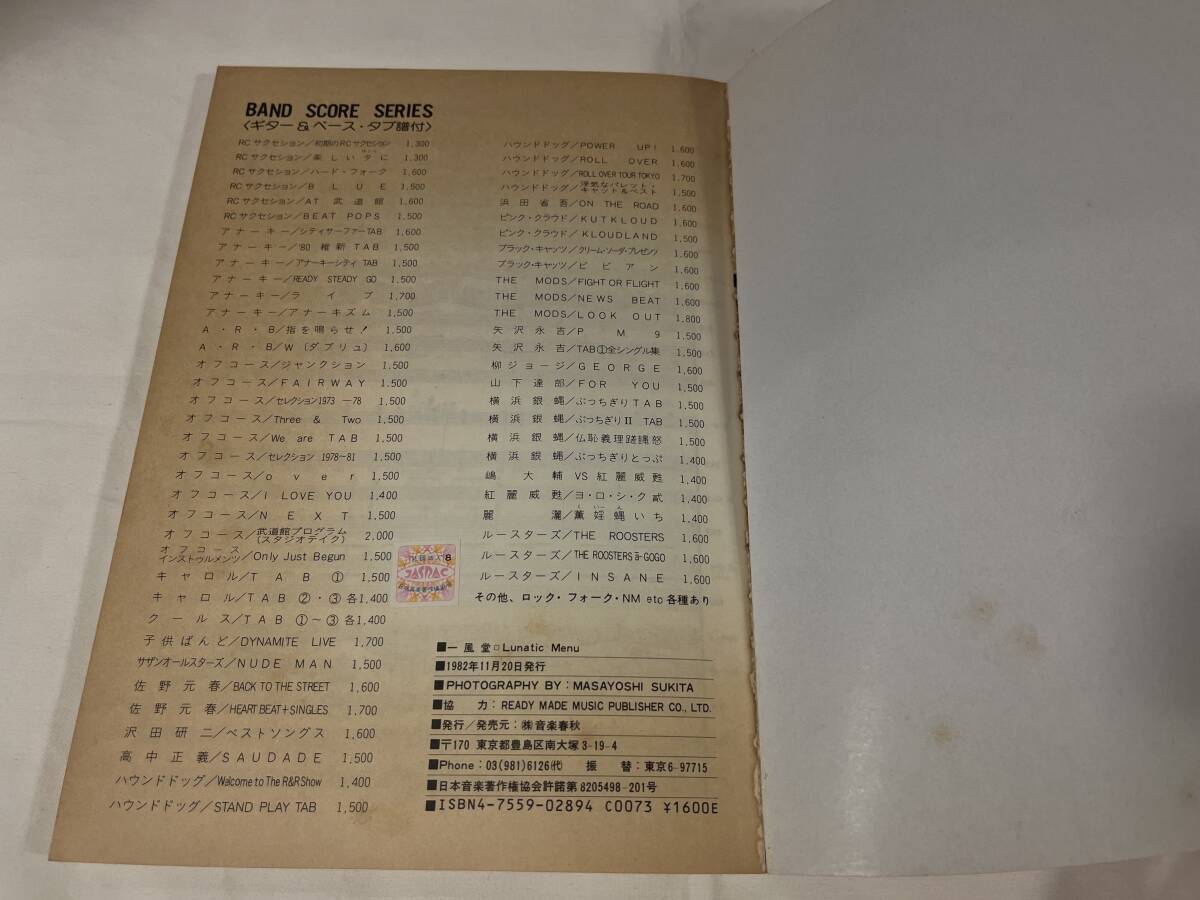 BAND SCORE SERIES
〈ギター&ベース・タブ譜付〉
RCサクセション/初期のRCサクセション 1,300
RCサクセション/楽しい夕に 1,300
RCサクセション/ハード・フォーク 1,600
RCサクセション/BLUE 1,500
RCサクセション/AT 武道館 1,600
RCサクセション/BEAT POPS 1,500
アナーキー/シティサーファーTAB 1,600
アナーキー/'80 維新TAB 1,500
アナーキー/アナーキーシティ TAB 1,500
アナーキー/READY STEADY GO 1,500
アナーキー/ライブ 1,700
アナーキー/アナーキズム 1,500
A・R・B/指を鳴らせ! 1,500
A・R・B/W(ダブリュ) 1,600
オフコース/ジャンクション 1,500
オフコース/FAIRWAY 1,500
オフコース/セレクション1973―78 1,500
オフコース/Three & Two 1,500
オフコース/We are TAB 1,500
オフコース/セレクション 1978~81 1,500
オフコース/over 1,500
オフコース/I LOVE YOU 1,400
オフコース/NEXT 1,500
オフコース/武道館プログラム(スタジオテイク) 2,000
オフコースインストゥルメンツ/Only Just Begun 1,500
キャロル/TAB① 1,500
キャロル/TAB②・③各1,400
クールス/TAB①~③各1,400
子供ばんど/DYNAMITE LIVE 1,700
サザンオールスターズ/NUDE MAN 1,500
佐野元春/BACK TO THE STREET 1,600
佐野元春/HEART BEAT+SINGLES 1,700
沢田研二/ベストソングス 1,600
高中正義/SAUDADE 1,500
ハウンドドッグ/Welcome to The R&R Show 1,400
ハウンドドッグ/STAND PLAY TAB 1,500
ハウンドドッグ/POWER UP! 1,600
ハウンドドッグ/ROLL OVER 1,600
ハウンドドッグ/ROLL OVER TOUR TOKYO 1,700
ハウンドドッグ/浮気なパレット・キャット&ベスト 1,500
浜田省吾/ON THE ROAD 1,600
ピンク・クラウド/KUTKLOUD 1,600
ピンク・クラウド/KLOUDLAND 1,500
ブラック・キャッツ/クリーム・ソーダ・プレゼンツ 1,600
ブラック・キャッツ/ビビアン 1,600
THE MODS/FIGHT OR FLIGHT 1,600
THE MODS/NEWS BEAT 1,600
THE MODS/LOOK OUT 1,800
矢沢永吉/PM9 1,500
矢沢永吉/TAB①全シングル集 1,500
柳ジョージ/GEORGE 1,600
山下達郎/FOR YOU 1,500
横浜銀蝿/ぶっちぎりTAB 1,500
横浜銀蝿/ぶっちぎりII TAB 1,500
横浜銀蝿/仏恥義理蹉䗈怒 1,500
横浜銀蝿/ぶっちぎりとっぷ 1,400
嶋大輔VS紅麗威甦 1,400
紅麗威甦/ヨ・ロ・シ・ク貳 1,400
麗灑/薫婬蝿いち 1,400
ルースターズ/THE ROOSTERS 1,600
ルースターズ/THE ROOSTERS a-GOGO 1,600
ルースターズ/INSANE 1,600
その他、ロック・フォーク・NM etc 各種あり
JASRAC 8
■一風堂□Lunatic Menu
■1982年11月20日発行
■PHOTOGRAPHY BY:MASAYOSHI SUKITA
■協 力:READY MADE MUSIC PUBLISHER CO., LTD.
■発行/発売元:㈱音楽春秋
■〒170 東京都豊島区南大塚3-19-4
■Phone:03(981)6126(代) 振 替:東京6-97715
■日本音楽著作権協会許諾第8205498-201号
■ISBN4-7559-02894 C0073 ¥1600E